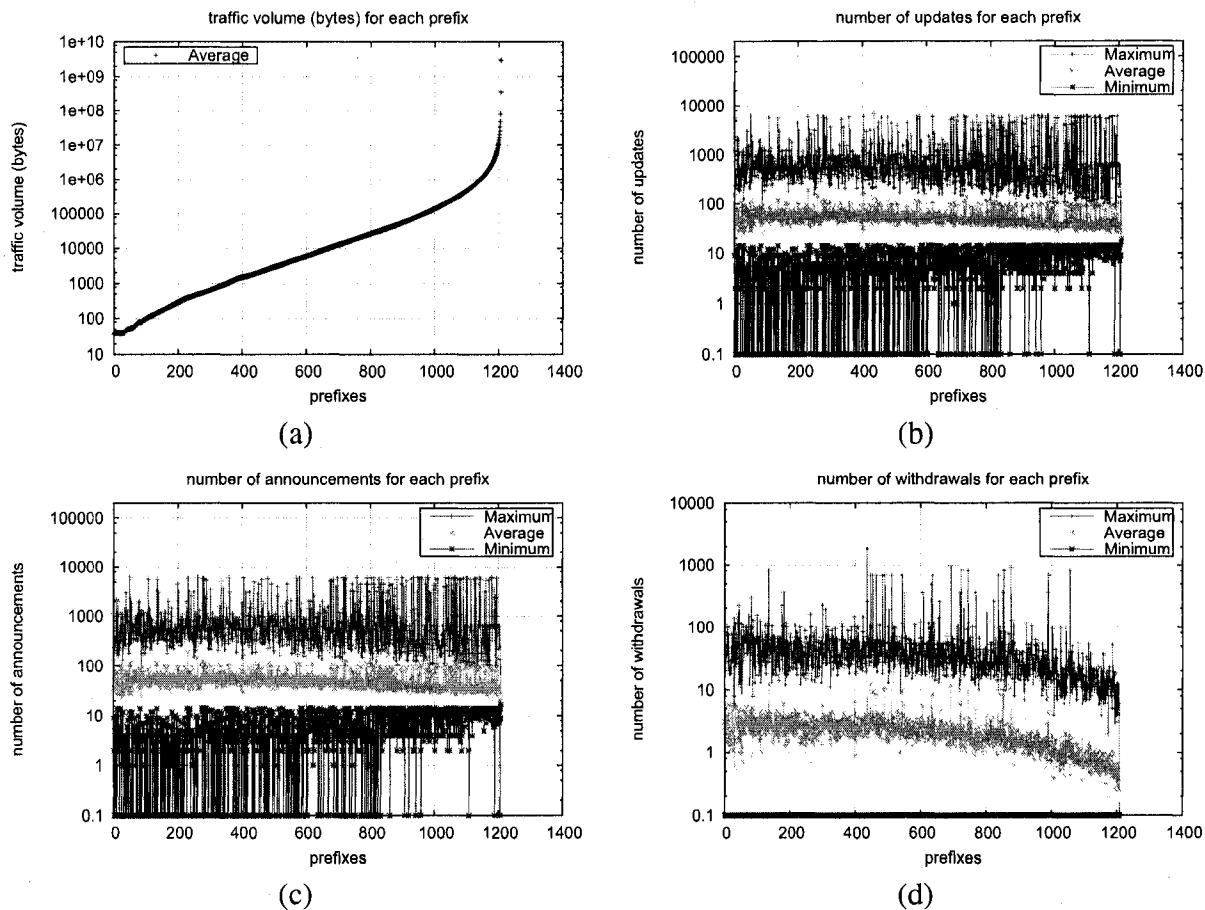 traffic volume (bytes) for each prefix
1e+10
1e+09
1e+08
1e+07
1e+06
100000
10000
1000
100
10
Average
traffic volume (bytes)
0 200 400 600 800 1000 1200 1400
prefixes
(a)
number of updates for each prefix
100000
10000
1000
100
10
1
0.1
Maximum
Average
Minimum
number of updates
0 200 400 600 800 1000 1200 1400
prefixes
(b)
number of announcements for each prefix
100000
10000
1000
100
10
1
0.1
Maximum
Average
Minimum
number of announcements
0 200 400 600 800 1000 1200 1400
prefixes
(c)
number of withdrawals for each prefix
10000
1000
100
10
1
0.1
Maximum
Average
Minimum
number of withdrawals
0 200 400 600 800 1000 1200 1400
prefixes
(d)